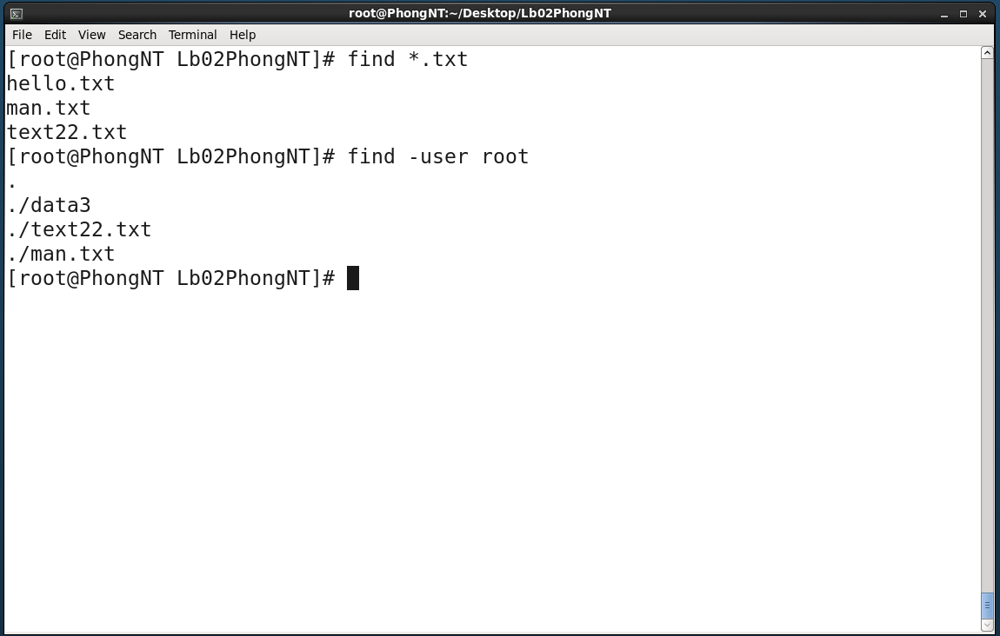 root@PhongNT:~/Desktop/Lb02PhongNT
File Edit View Search Terminal Help
[root@PhongNT Lb02PhongNT]# find *.txt
hello.txt
man.txt
text22.txt
[root@PhongNT Lb02PhongNT]# find -user root
.
./data3
./text22.txt
./man.txt
[root@PhongNT Lb02PhongNT]#